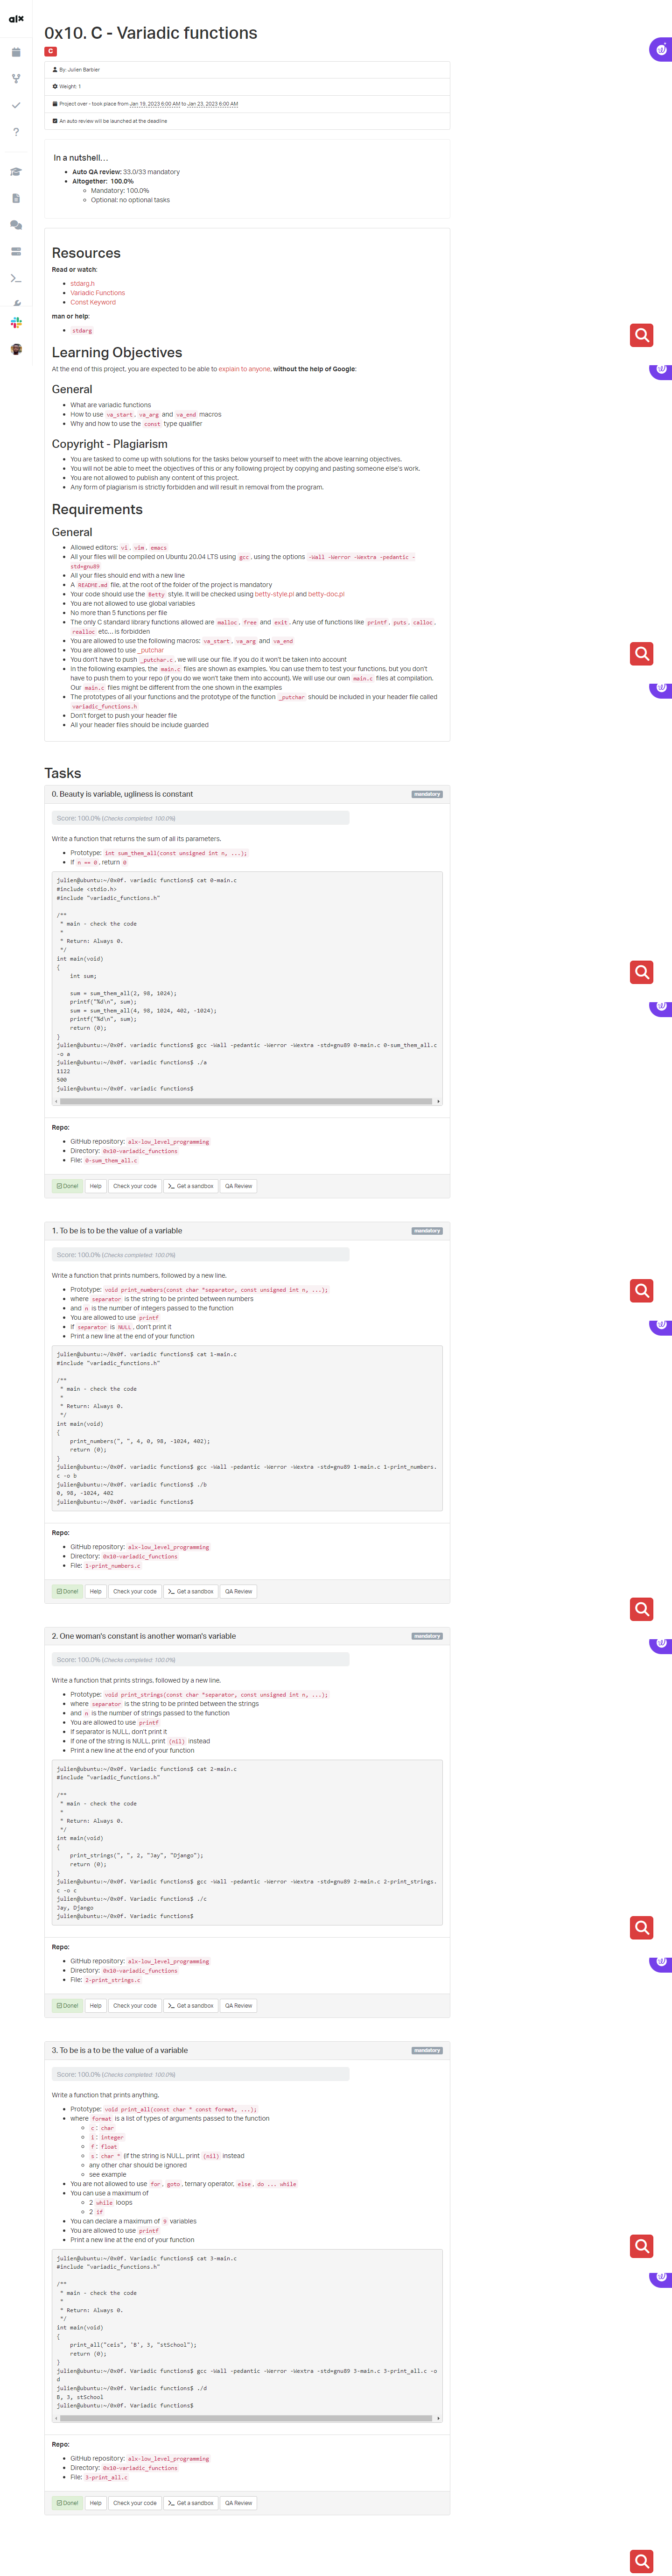 alx
0x10. C - Variadic functions
C
By: Julien Barbier
Weight: 1
Project over - took place from Jan 19, 2023 6:00 AM to Jan 23, 2023 6:00 AM
An auto review will be launched at the deadline
In a nutshell…
Auto QA review: 33.0/33 mandatory
Altogether: 100.0%
Mandatory: 100.0%
Optional: no optional tasks
Resources
Read or watch:
stdarg.h
Variadic Functions
Const Keyword
man or help:
stdarg
Learning Objectives
At the end of this project, you are expected to be able to explain to anyone, without the help of Google:
General
What are variadic functions
How to use va_start, va_arg and va_end macros
Why and how to use the const type qualifier
Copyright - Plagiarism
You are tasked to come up with solutions for the tasks below yourself to meet with the above learning objectives.
You will not be able to meet the objectives of this or any following project by copying and pasting someone else's work.
You are not allowed to publish any content of this project.
Any form of plagiarism is strictly forbidden and will result in removal from the program.
Requirements
General
Allowed editors: vi, vim, emacs
All your files will be compiled on Ubuntu 20.04 LTS using gcc, using the options -Wall -Werror -Wextra -pedantic -
std=gnu89
All your files should end with a new line
A README.md file, at the root of the folder of the project is mandatory
Your code should use the Betty style. It will be checked using betty-style.pl and betty-doc.pl
You are not allowed to use global variables
No more than 5 functions per file
The only C standard library functions allowed are malloc, free and exit. Any use of functions like printf, puts, calloc,
realloc etc… is forbidden
You are allowed to use the following macros: va_start, va_arg and va_end
You are allowed to use _putchar
You don't have to push _putchar.c, we will use our file. If you do it won't be taken into account
In the following examples, the main.c files are shown as examples. You can use them to test your functions, but you don't
have to push them to your repo (if you do we won't take them into account). We will use our own main.c files at compilation.
Our main.c files might be different from the one shown in the examples
The prototypes of all your functions and the prototype of the function _putchar should be included in your header file called
variadic_functions.h
Don't forget to push your header file
All your header files should be include guarded
Tasks
0. Beauty is variable, ugliness is constant
mandatory
Score: 100.0% (Checks completed: 100.0%)
Write a function that returns the sum of all its parameters.
Prototype: int sum_them_all(const unsigned int n, ...);
If n == 0, return 0
julien@ubuntu:~/0x0f. variadic functions$ cat 0-main.c
#include <stdio.h>
#include "variadic_functions.h"
/**
* main - check the code
*
* Return: Always 0.
*/
int main(void)
{
int sum;
sum = sum_them_all(2, 98, 1024);
printf("%d\n", sum);
sum = sum_them_all(4, 98, 1024, 402, -1024);
printf("%d\n", sum);
return (0);
}
julien@ubuntu:~/0x0f. variadic functions$ gcc -Wall -pedantic -Werror -Wextra -std=gnu89 0-main.c 0-sum_them_all.c
-o a
julien@ubuntu:~/0x0f. variadic functions$ ./a
1122
500
julien@ubuntu:~/0x0f. variadic functions$
Repo:
GitHub repository: alx-low_level_programming
Directory: 0x10-variadic_functions
File: 0-sum_them_all.c
Done! Help Check your code Get a sandbox QA Review
1. To be is to be the value of a variable
mandatory
Score: 100.0% (Checks completed: 100.0%)
Write a function that prints numbers, followed by a new line.
Prototype: void print_numbers(const char *separator, const unsigned int n, ...);
where separator is the string to be printed between numbers
and n is the number of integers passed to the function
You are allowed to use printf
If separator is NULL, don't print it
Print a new line at the end of your function
julien@ubuntu:~/0x0f. variadic functions$ cat 1-main.c
#include "variadic_functions.h"
/**
* main - check the code
*
* Return: Always 0.
*/
int main(void)
{
print_numbers(", ", 4, 0, 98, -1024, 402);
return (0);
}
julien@ubuntu:~/0x0f. variadic functions$ gcc -Wall -pedantic -Werror -Wextra -std=gnu89 1-main.c 1-print_numbers.
c -o b
julien@ubuntu:~/0x0f. variadic functions$ ./b
0, 98, -1024, 402
julien@ubuntu:~/0x0f. variadic functions$
Repo:
GitHub repository: alx-low_level_programming
Directory: 0x10-variadic_functions
File: 1-print_numbers.c
Done! Help Check your code Get a sandbox QA Review
2. One woman's constant is another woman's variable
mandatory
Score: 100.0% (Checks completed: 100.0%)
Write a function that prints strings, followed by a new line.
Prototype: void print_strings(const char *separator, const unsigned int n, ...);
where separator is the string to be printed between the strings
and n is the number of strings passed to the function
You are allowed to use printf
If separator is NULL, don't print it
If one of the string is NULL, print (nil) instead
Print a new line at the end of your function
julien@ubuntu:~/0x0f. Variadic functions$ cat 2-main.c
#include "variadic_functions.h"
/**
* main - check the code
*
* Return: Always 0.
*/
int main(void)
{
print_strings(", ", 2, "Jay", "Django");
return (0);
}
julien@ubuntu:~/0x0f. Variadic functions$ gcc -Wall -pedantic -Werror -Wextra -std=gnu89 2-main.c 2-print_strings.
c -o c
julien@ubuntu:~/0x0f. Variadic functions$ ./c
Jay, Django
julien@ubuntu:~/0x0f. Variadic functions$
Repo:
GitHub repository: alx-low_level_programming
Directory: 0x10-variadic_functions
File: 2-print_strings.c
Done! Help Check your code Get a sandbox QA Review
3. To be is a to be the value of a variable
mandatory
Score: 100.0% (Checks completed: 100.0%)
Write a function that prints anything.
Prototype: void print_all(const char * const format, ...);
where format is a list of types of arguments passed to the function
c: char
i: integer
f: float
s: char * (if the string is NULL, print (nil) instead
any other char should be ignored
see example
You are not allowed to use for, goto, ternary operator, else, do ... while
You can use a maximum of
2 while loops
2 if
You can declare a maximum of 9 variables
You are allowed to use printf
Print a new line at the end of your function
julien@ubuntu:~/0x0f. Variadic functions$ cat 3-main.c
#include "variadic_functions.h"
/**
* main - check the code
*
* Return: Always 0.
*/
int main(void)
{
print_all("ceis", 'B', 3, "stSchool");
return (0);
}
julien@ubuntu:~/0x0f. Variadic functions$ gcc -Wall -pedantic -Werror -Wextra -std=gnu89 3-main.c 3-print_all.c -o
d
julien@ubuntu:~/0x0f. Variadic functions$ ./d
B, 3, stSchool
julien@ubuntu:~/0x0f. Variadic functions$
Repo:
GitHub repository: alx-low_level_programming
Directory: 0x10-variadic_functions
File: 3-print_all.c
Done! Help Check your code Get a sandbox QA Review